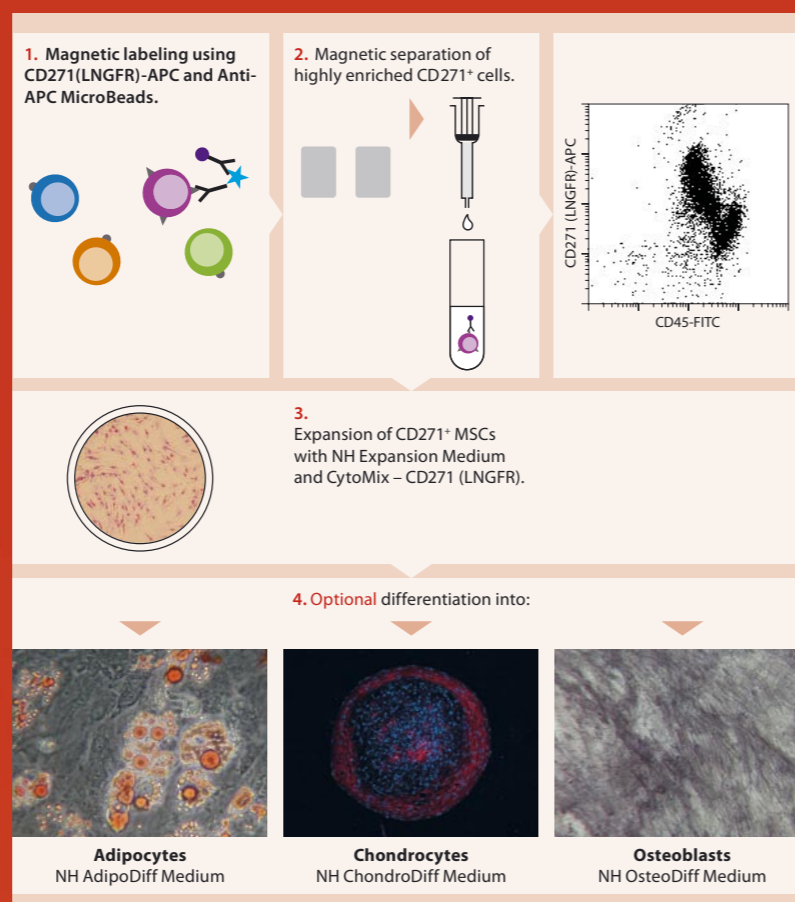 1. Magnetic labeling using
CD271(LNGFR)-APC and Anti-
APC MicroBeads.
2. Magnetic separation of
highly enriched CD271⁺ cells.
CD271 (LNGFR)-APC
CD45-FITC
3.
Expansion of CD271⁺ MSCs
with NH Expansion Medium
and CytoMix – CD271 (LNGFR).
4. Optional differentiation into:
Adipocytes
NH AdipoDiff Medium
Chondrocytes
NH ChondroDiff Medium
Osteoblasts
NH OsteoDiff Medium